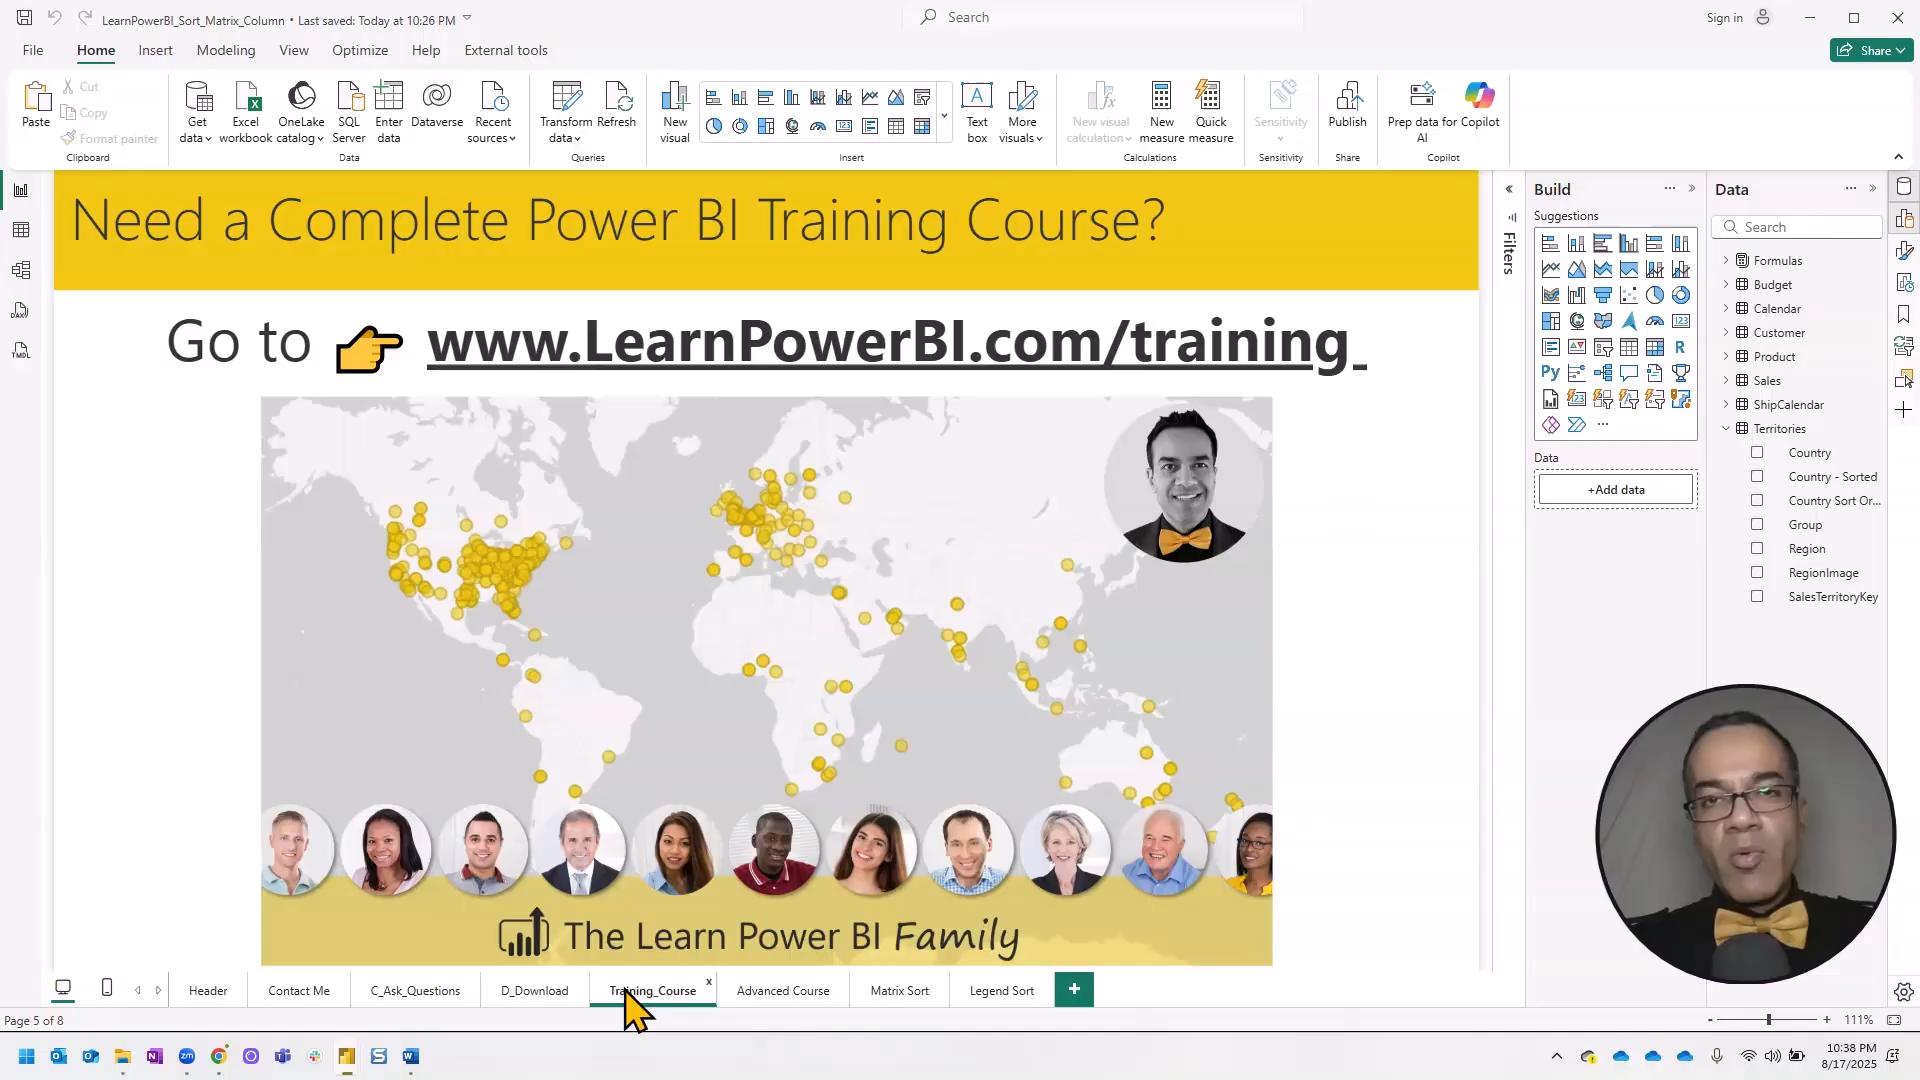 LearnPowerBI_Sort_Matrix_Column • Last saved: Today at 10:26 PM
Search
Sign in
File
Home
Insert
Modeling
View
Optimize
Help
External tools
Share
Paste
Cut
Copy
Format painter
Clipboard
Get data
Excel workbook
OneLake catalog
SQL Server
Enter data
Dataverse
Recent sources
Data
Transform data
Refresh
Queries
New visual
Text box
More visuals
Insert
New visual calculation
New measure
Quick measure
Calculations
Sensitivity
Sensitivity
Publish
Share
Prep data for AI
Copilot
Copilot
Need a Complete Power BI Training Course?
Go to www.LearnPowerBI.com/training
The Learn Power BI Family
Filters
Build
Suggestions
123
R
Py
Data
+Add data
Data
Search
Formulas
Budget
Calendar
Customer
Product
Sales
ShipCalendar
Territories
Country
Country - Sorted
Country Sort Or...
Group
Region
RegionImage
SalesTerritoryKey
DAX
TMDL
Header
Contact Me
C_Ask_Questions
D_Download
Training_Course
x
Advanced Course
Matrix Sort
Legend Sort
+
Page 5 of 8
- + 111%
10:38 PM
8/17/2025